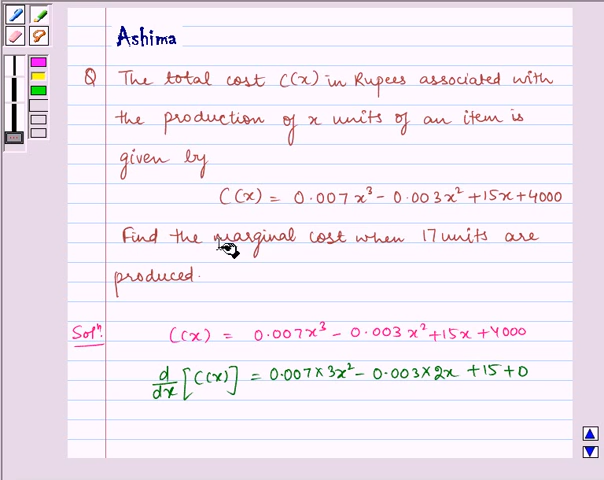 Ashima
Q The total cost C(x) in Rupees associated with
the production of x units of an item is
given by
C(x) = 0.007x³ - 0.003x² + 15x + 4000
Find the marginal cost when 17 units are
produced.
Solⁿ. C(x) = 0.007x³ - 0.003x² + 15x + 4000
d/dx [C(x)] = 0.007 × 3x² - 0.003 × 2x + 15 + 0